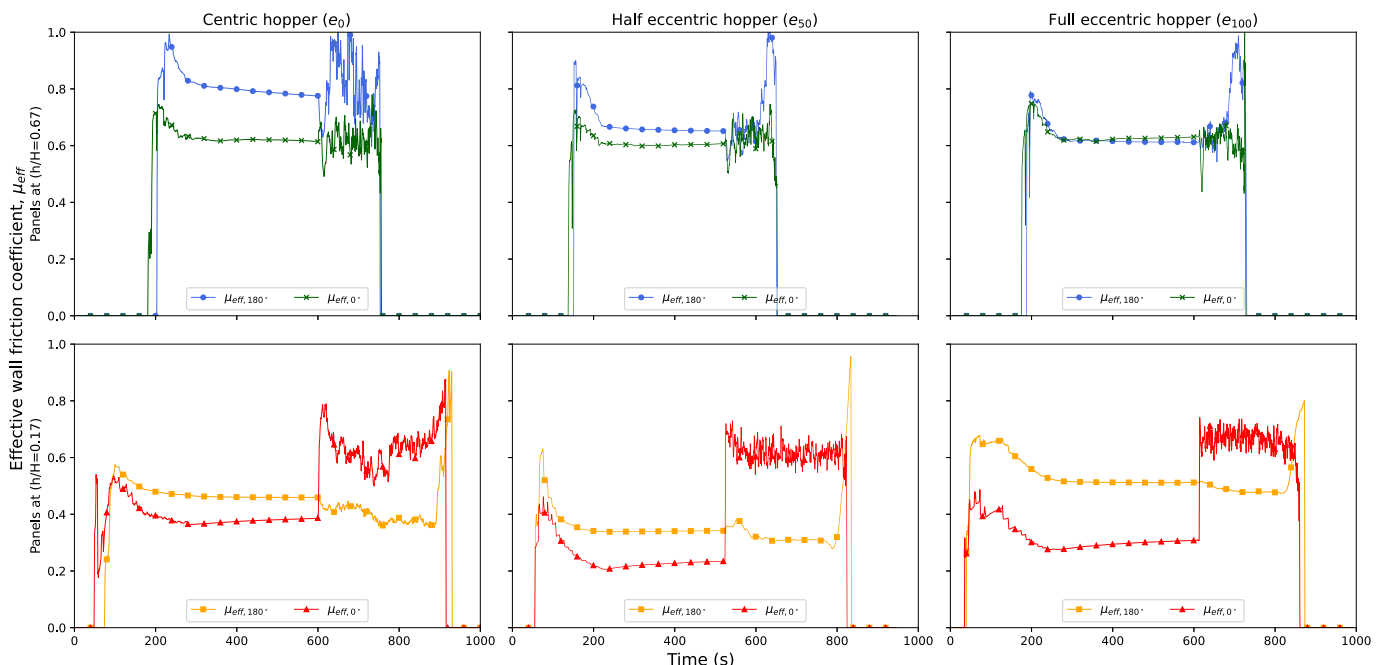 Centric hopper (e0)
Half eccentric hopper (e50)
Full eccentric hopper (e100)
Effective wall friction coefficient, μeff
Panels at (h/H=0.67)
Panels at (h/H=0.17)
1.0
0.8
0.6
0.4
0.2
0.0
μeff,180° μeff,0°
μeff,180° μeff,0°
μeff,180° μeff,0°
1.0
0.8
0.6
0.4
0.2
0.0
μeff,180° μeff,0°
μeff,180° μeff,0°
μeff,180° μeff,0°
0 200 400 600 800 1000
0 200 400 600 800 1000
0 200 400 600 800 1000
Time (s)